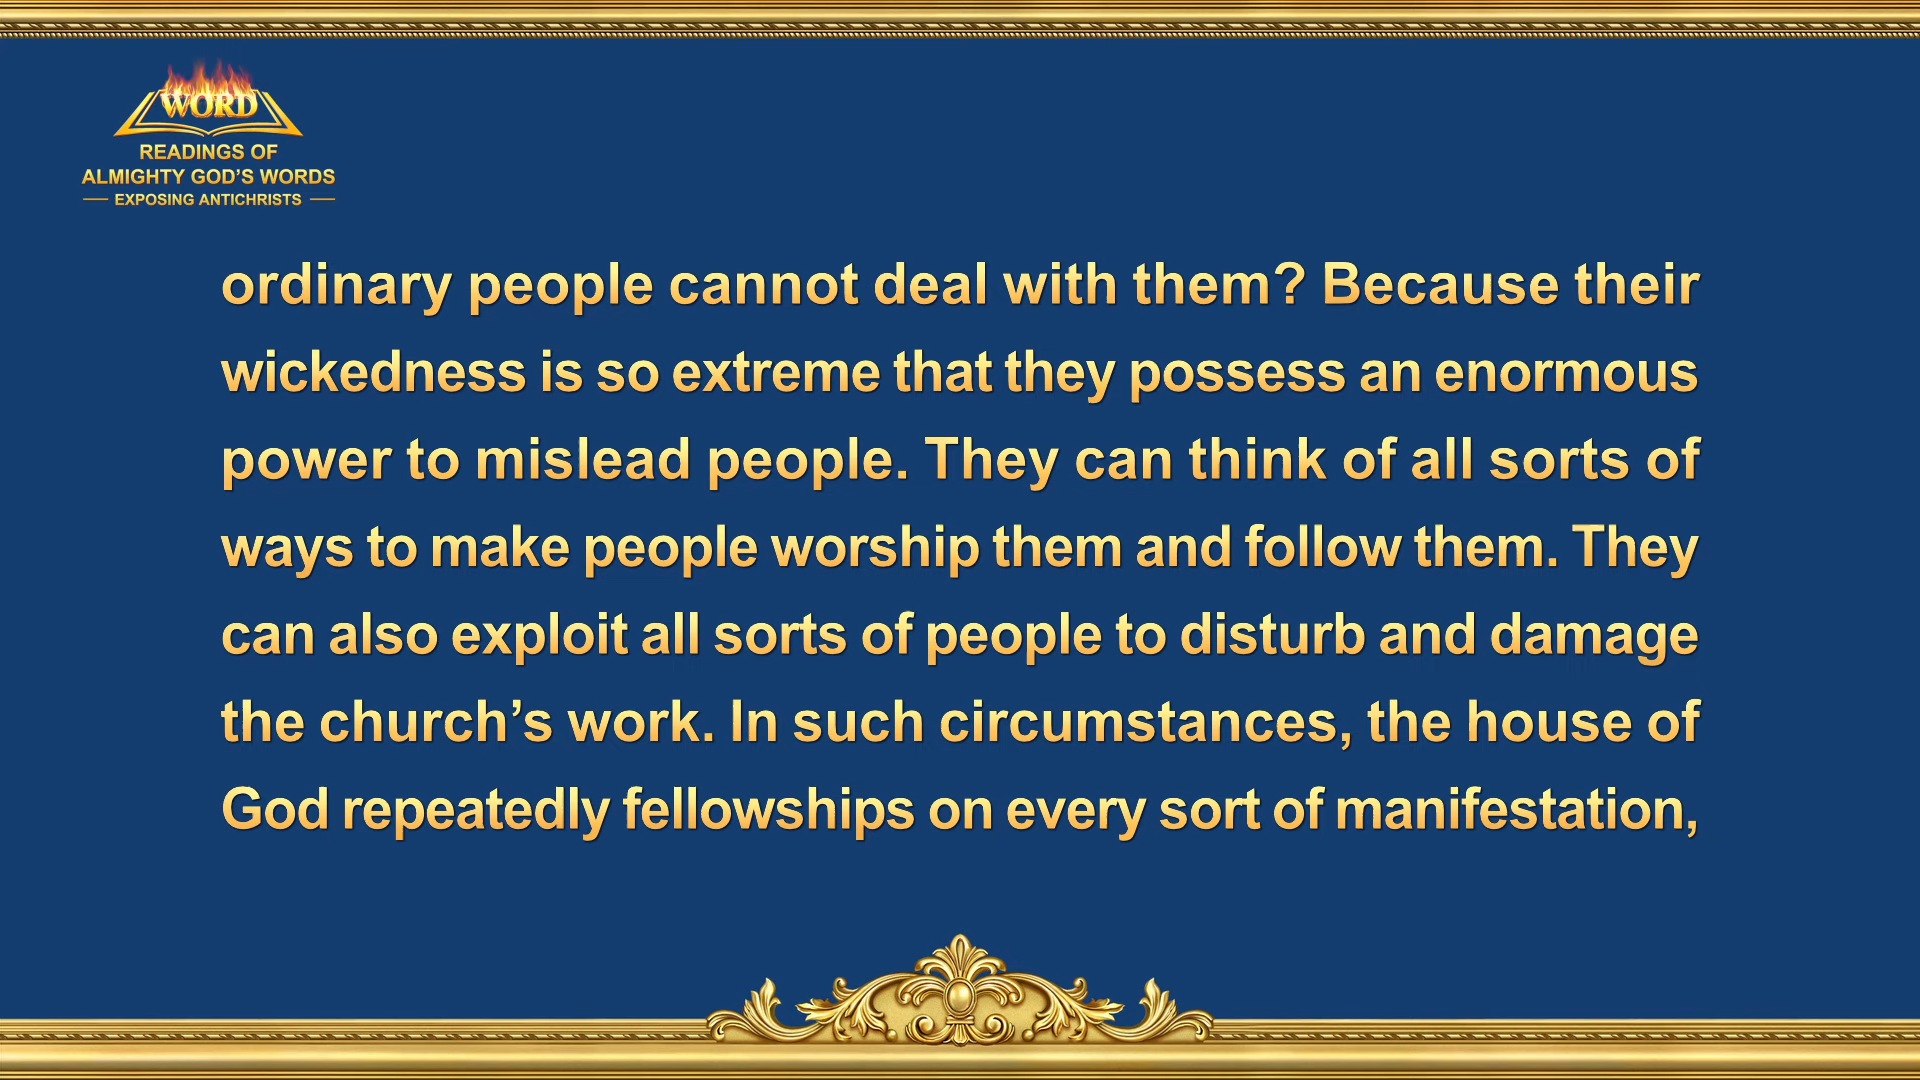 WORD
READINGS OF
ALMIGHTY GOD’S WORDS
EXPOSING ANTICHRISTS
ordinary people cannot deal with them? Because their
wickedness is so extreme that they possess an enormous
power to mislead people. They can think of all sorts of
ways to make people worship them and follow them. They
can also exploit all sorts of people to disturb and damage
the church’s work. In such circumstances, the house of
God repeatedly fellowships on every sort of manifestation,